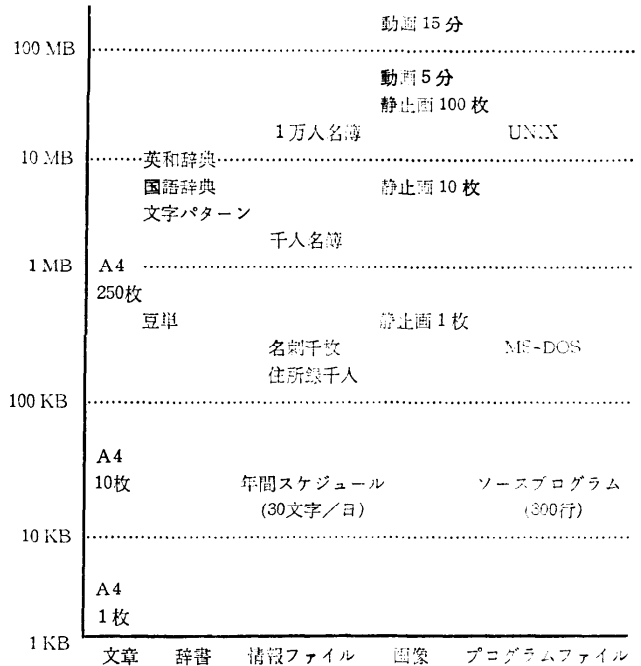 動画 15分
100 MB
動画 5分
静止画 100 枚
1万人名簿
UNIX
10 MB
英和辞典
国語辞典
静止画 10 枚
文字パターン
千人名簿
1 MB
A4
250枚
豆単
静止画 1 枚
名刺千枚
MS-DOS
住所録千人
100 KB
A4
10枚
年間スケジュール
ソースプログラム
(30文字/日)
(300行)
10 KB
A4
1枚
1 KB
文章 辞書 情報ファイル 画像 プログラムファイル